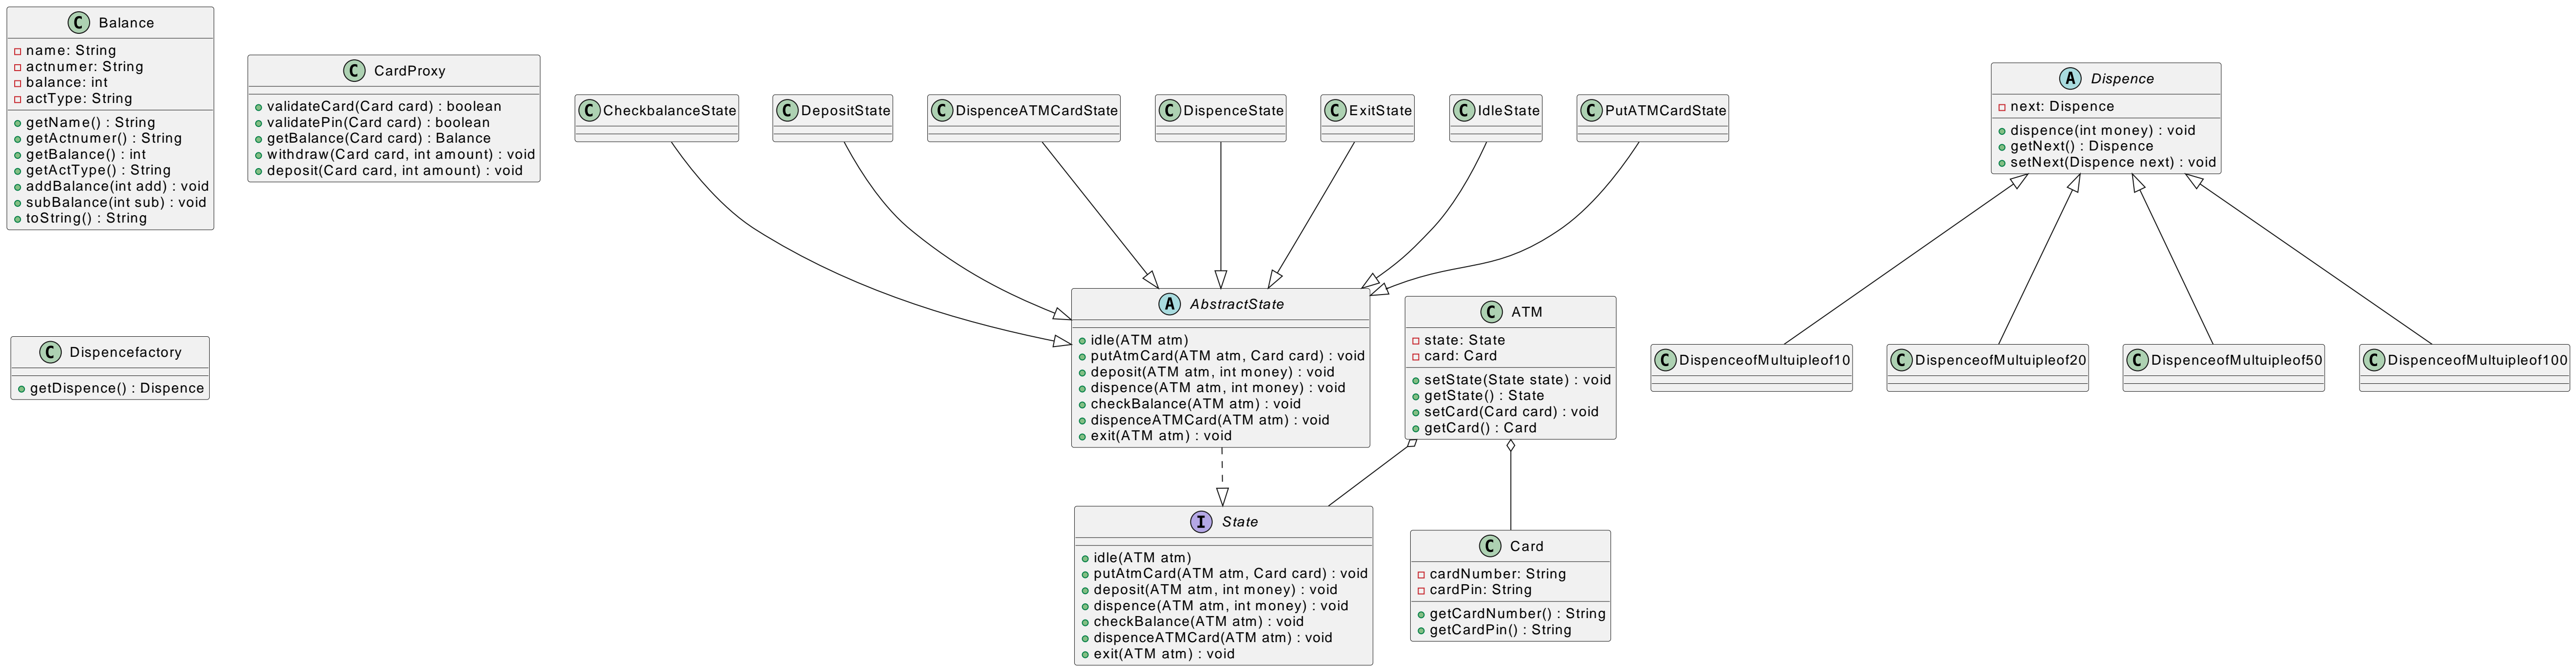 Balance
name: String
actnumer: String
balance: int
actType: String
getName() : String
getActnumer() : String
getBalance() : int
getActType() : String
addBalance(int add) : void
subBalance(int sub) : void
toString() : String
CardProxy
validateCard(Card card) : boolean
validatePin(Card card) : boolean
getBalance(Card card) : Balance
withdraw(Card card, int amount) : void
deposit(Card card, int amount) : void
CheckbalanceState
DepositState
DispenceATMCardState
DispenceState
ExitState
IdleState
PutATMCardState
Dispence
next: Dispence
dispence(int money) : void
getNext() : Dispence
setNext(Dispence next) : void
Dispencefactory
getDispence() : Dispence
AbstractState
idle(ATM atm)
putAtmCard(ATM atm, Card card) : void
deposit(ATM atm, int money) : void
dispence(ATM atm, int money) : void
checkBalance(ATM atm) : void
dispenceATMCard(ATM atm) : void
exit(ATM atm) : void
ATM
state: State
card: Card
setState(State state) : void
getState() : State
setCard(Card card) : void
getCard() : Card
DispenceofMultuipleof10
DispenceofMultuipleof20
DispenceofMultuipleof50
DispenceofMultuipleof100
State
idle(ATM atm)
putAtmCard(ATM atm, Card card) : void
deposit(ATM atm, int money) : void
dispence(ATM atm, int money) : void
checkBalance(ATM atm) : void
dispenceATMCard(ATM atm) : void
exit(ATM atm) : void
Card
cardNumber: String
cardPin: String
getCardNumber() : String
getCardPin() : String